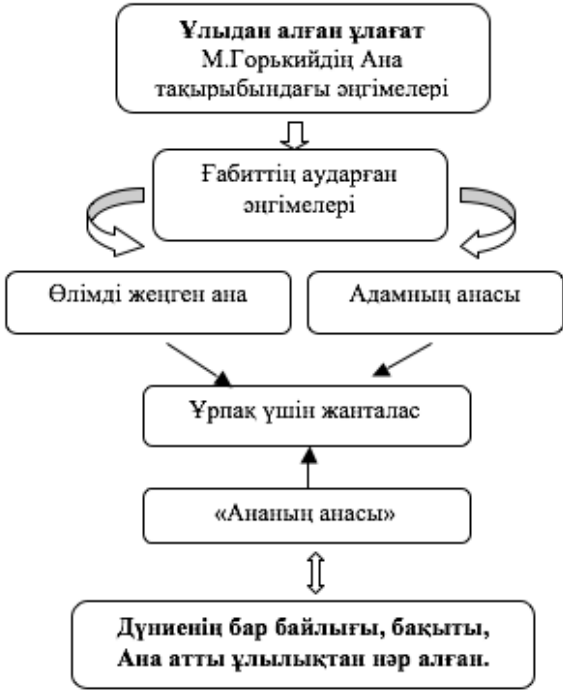 Ұлыдан алған ұлағат
М.Горькийдің Ана
тақырыбындағы әңгімелері
Ғабиттің аударған
әңгімелері
Өлімді жеңген ана
Адамның анасы
Ұрпақ үшін жанталас
«Ананың анасы»
Дүниенің бар байлығы, бақыты,
Ана атты ұлылықтан нәр алған.